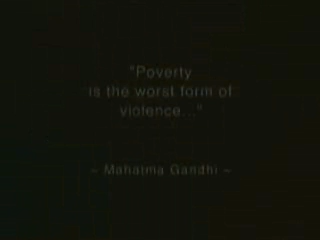 "Poverty
is the worst form of
violence..."
~ Mahatma Gandhi ~